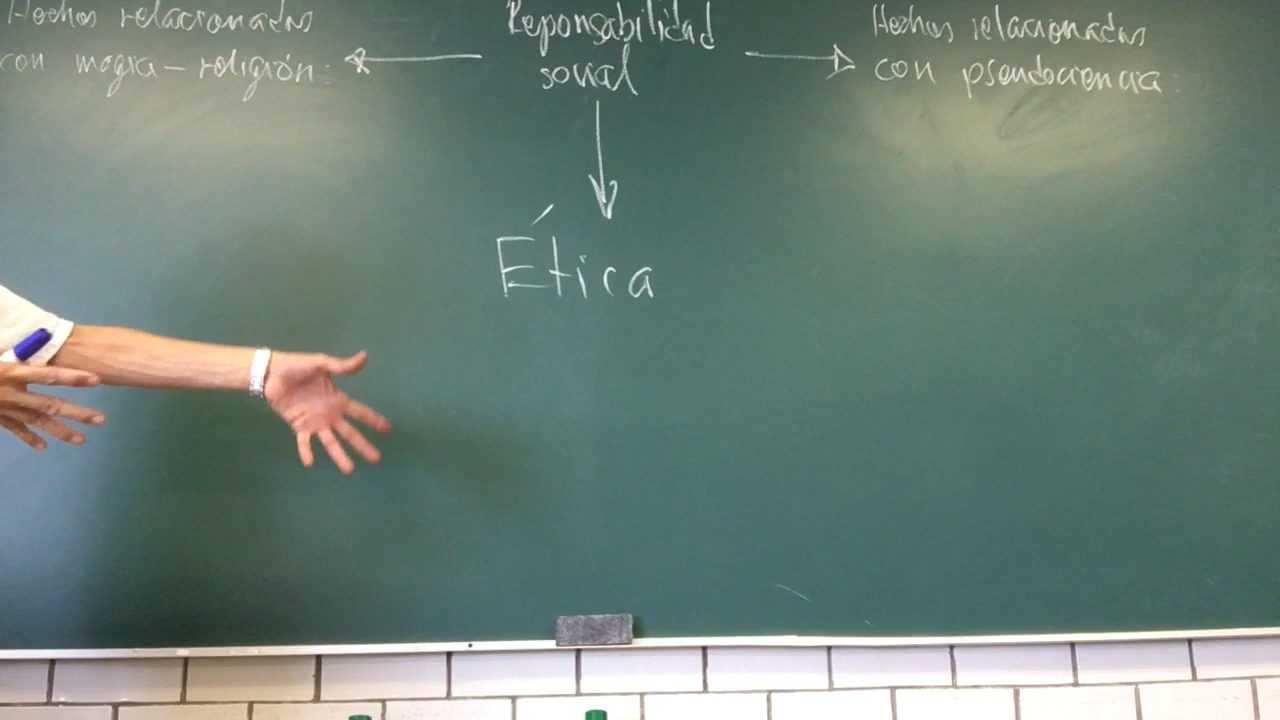 Hechos relacionados
con magia - religión.
Reponsabilidad
social
Hechos relacionados
con pseudociencia.
Ética